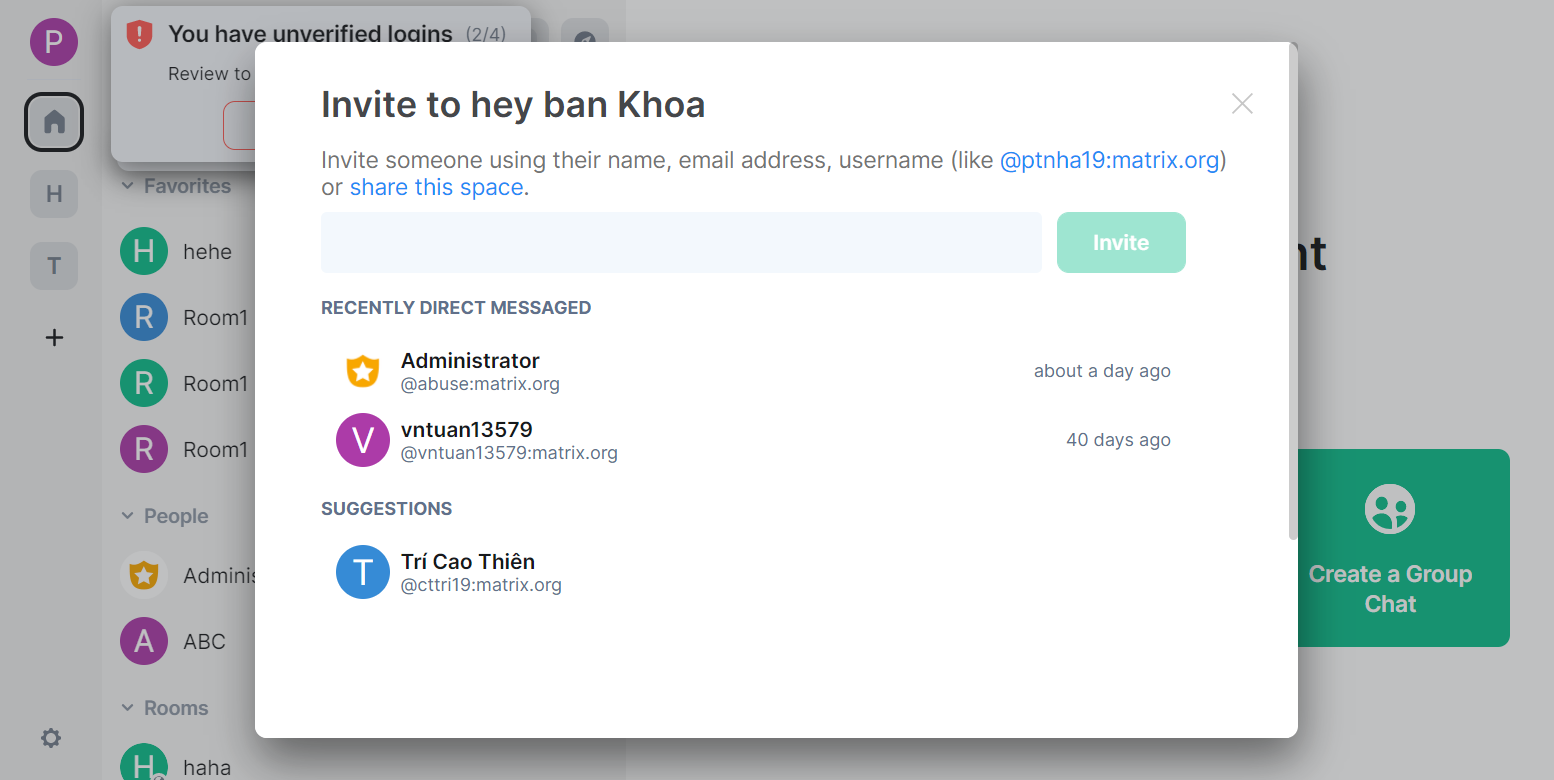 P
You have unverified logins (2/4)
Review to
H
T
Favorites
H hehe
R Room1
R Room1
R Room1
People
Adminis
A ABC
Rooms
H haha
Invite to hey ban Khoa
Invite someone using their name, email address, username (like @ptnha19:matrix.org)
or share this space.
Invite
RECENTLY DIRECT MESSAGED
Administrator
@abuse:matrix.org
about a day ago
V
vntuan13579
@vntuan13579:matrix.org
40 days ago
SUGGESTIONS
T
Trí Cao Thiên
@cttri19:matrix.org
nt
Create a Group
Chat